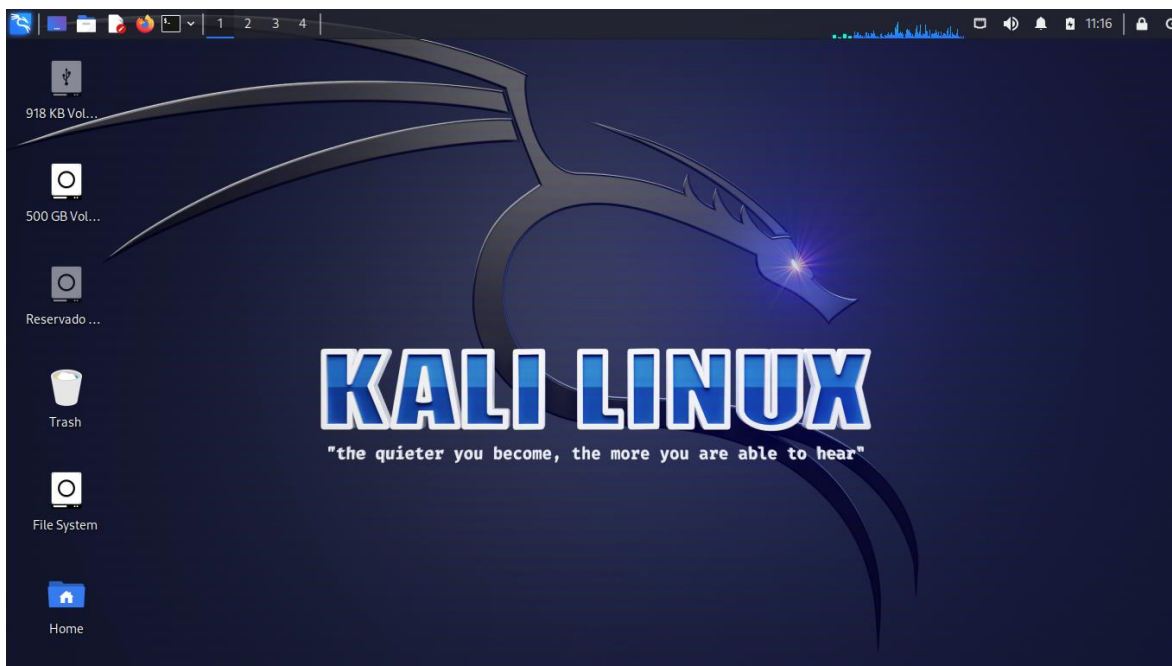 1 2 3 4
11:16
918 KB Vol...
500 GB Vol...
Reservado ...
Trash
File System
Home
KALI LINUX
"the quieter you become, the more you are able to hear"